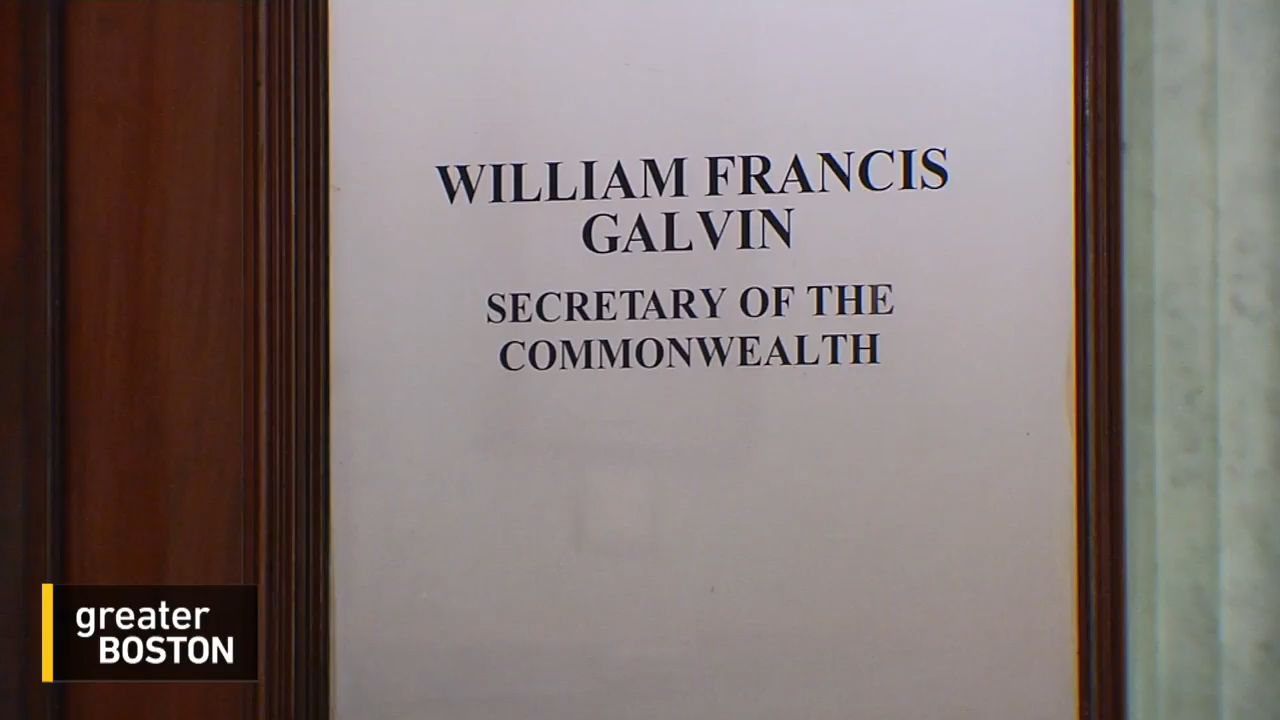 WILLIAM FRANCIS
GALVIN
SECRETARY OF THE
COMMONWEALTH
greater
BOSTON